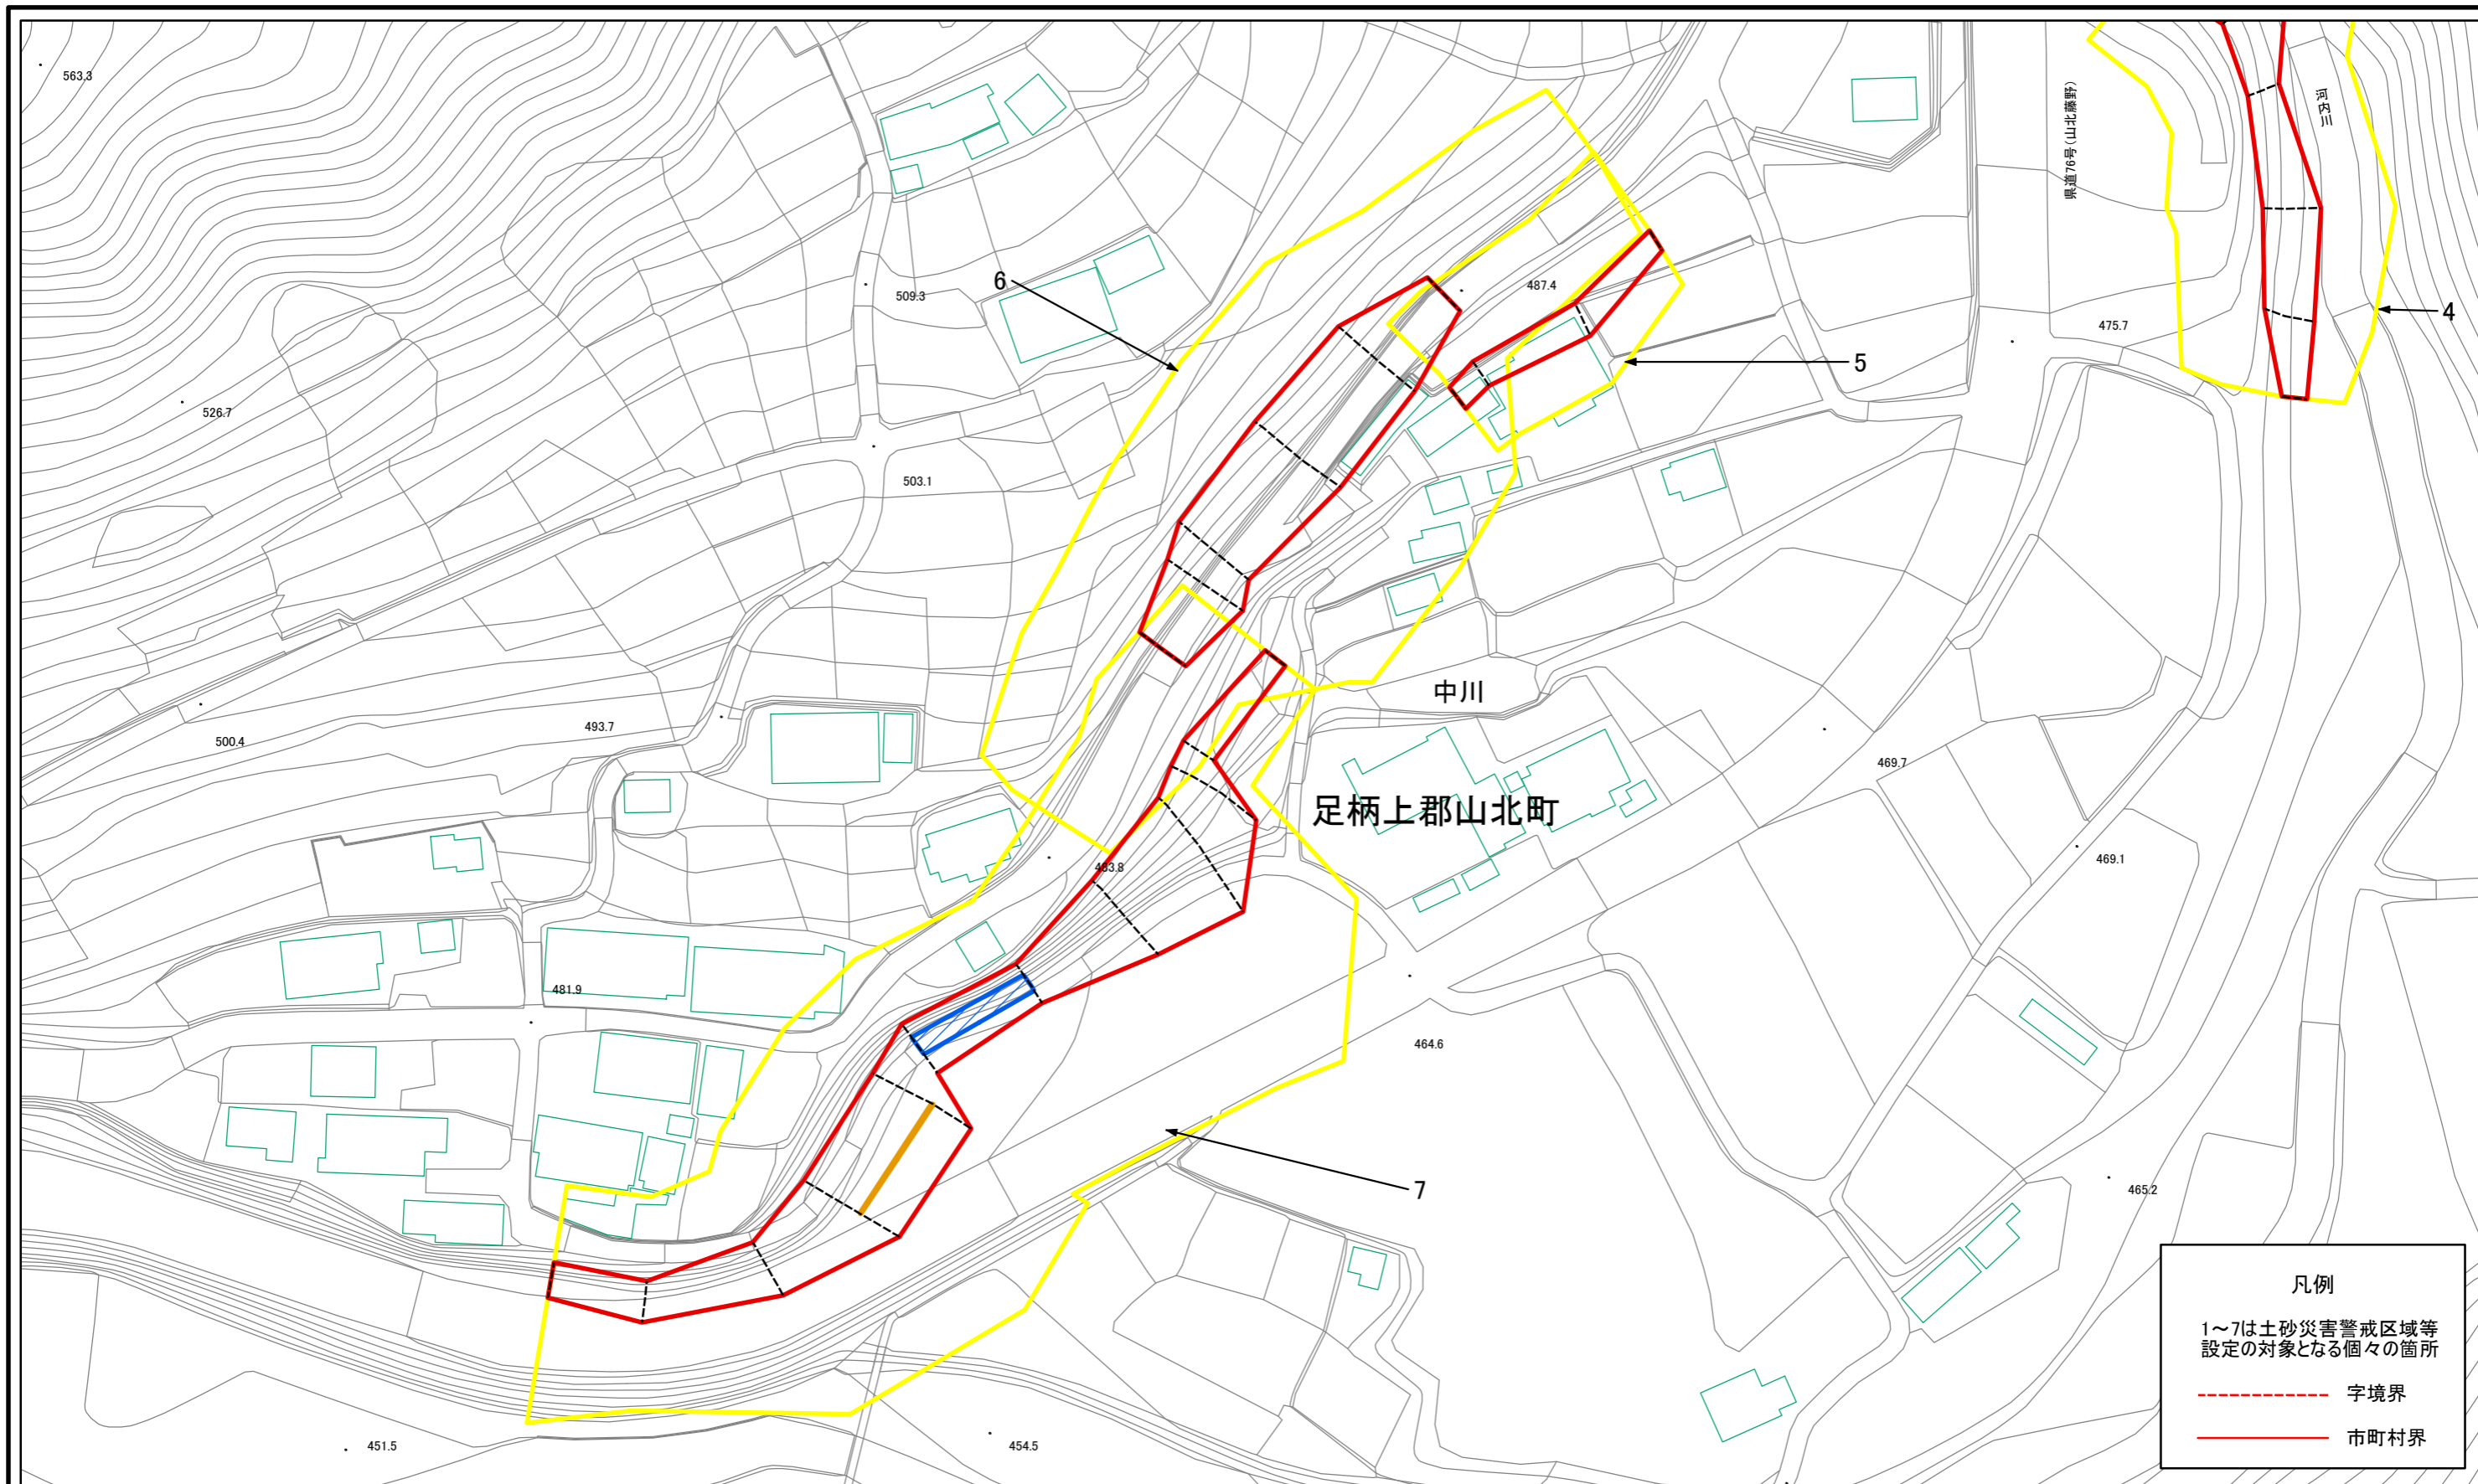 563.3
県道76号(山北藤野)
河内川
6
509.3
487.4
4
475.7
5
526.7
503.1
中川
493.7
500.4
469.7
足柄上郡山北町
469.1
483.8
481.9
464.6
7
465.2
451.5
454.5
凡例
1～7は土砂災害警戒区域等
設定の対象となる個々の箇所
字境界
市町村界